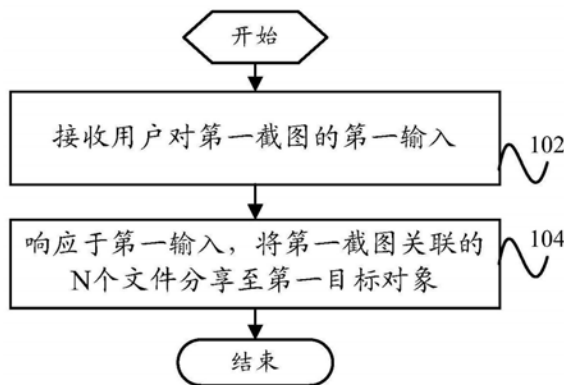 开始
接收用户对第一截图的第一输入
102
响应于第一输入，将第一截图关联的
N个文件分享至第一目标对象
104
结束